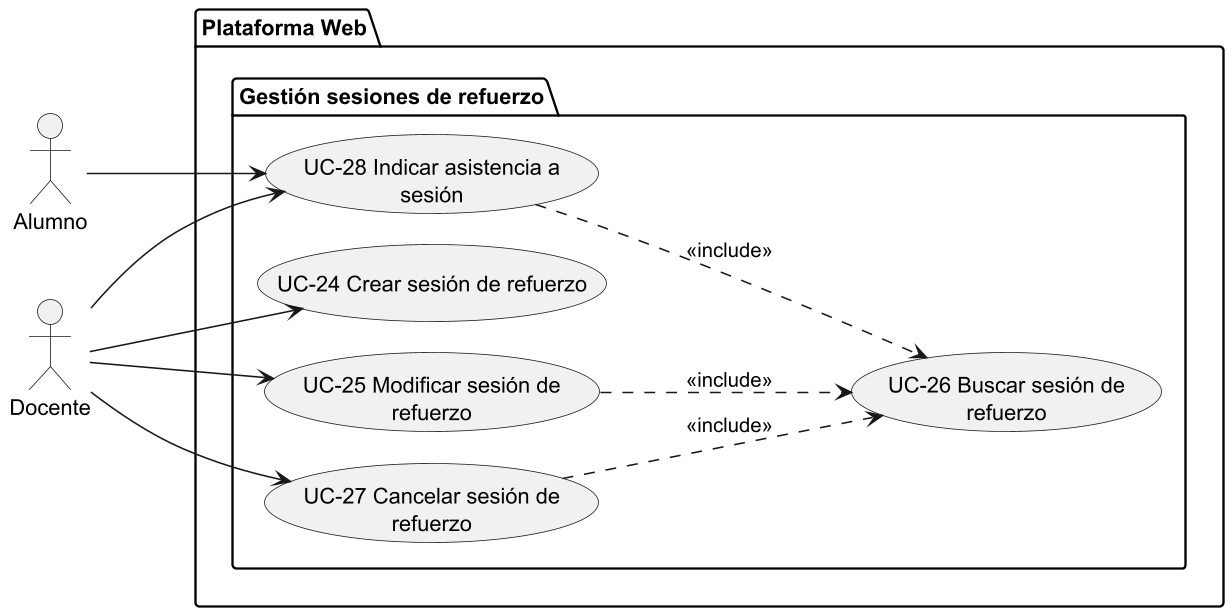 Plataforma Web
Gestión sesiones de refuerzo
UC-28 Indicar asistencia a
sesión
Alumno
«include»
UC-24 Crear sesión de refuerzo
Docente
UC-25 Modificar sesión de
refuerzo
«include»
UC-26 Buscar sesión de
refuerzo
«include»
UC-27 Cancelar sesión de
refuerzo